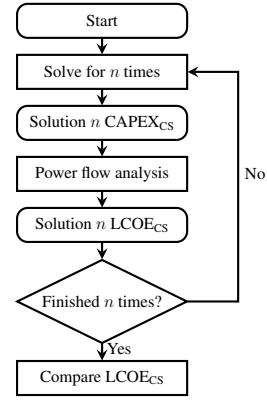 Start
Solve for n times
Solution n CAPEX_CS
Power flow analysis
Solution n LCOE_CS
No
Finished n times?
Yes
Compare LCOE_CS